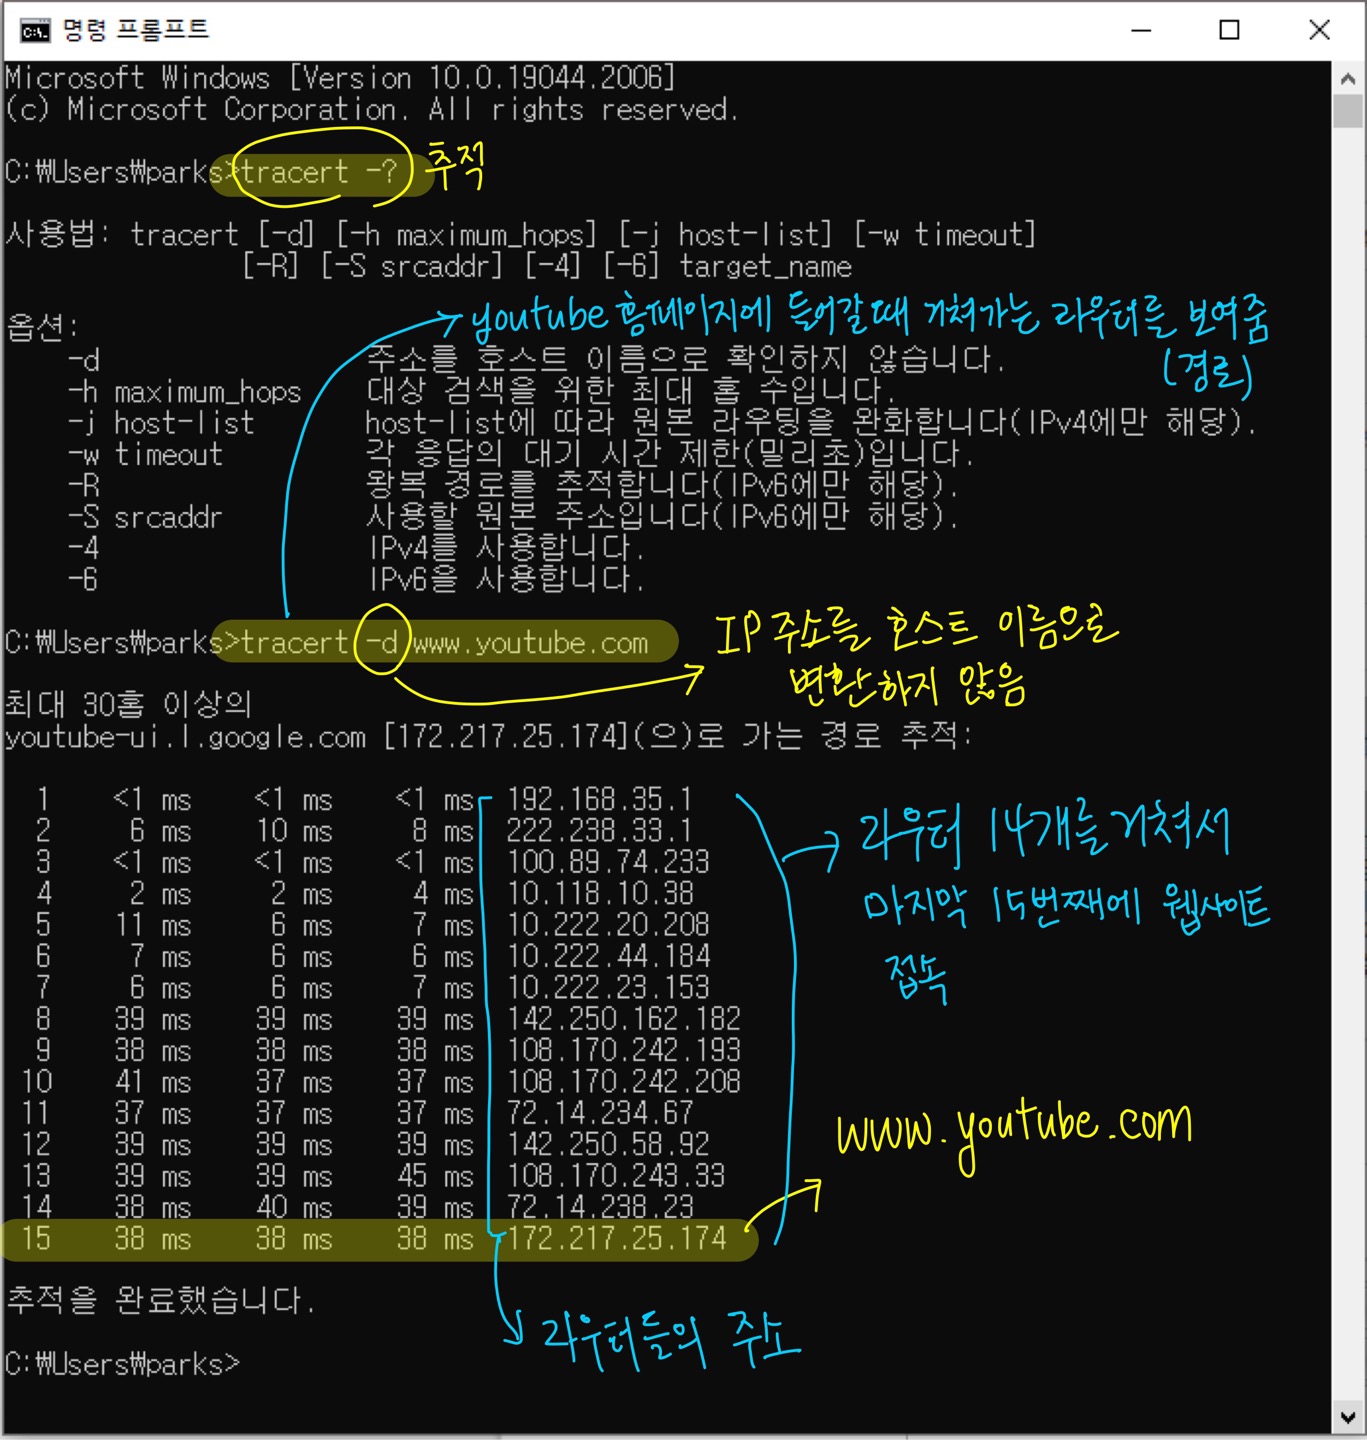 명령 프롬프트
Microsoft Windows [Version 10.0.19044.2006]
(c) Microsoft Corporation. All rights reserved.
C:₩Users₩parks>tracert -? 추적
사용법: tracert [-d] [-h maximum_hops] [-j host-list] [-w timeout]
[-R] [-S srcaddr] [-4] [-6] target_name
youtube 홈페이지에 들어갈때 거쳐가는 라우터를 보여줌
(경로)
옵션:
-d 주소를 호스트 이름으로 확인하지 않습니다.
-h maximum_hops 대상 검색을 위한 최대 홉 수입니다.
-j host-list host-list에 따라 원본 라우팅을 완화합니다(IPv4에만 해당).
-w timeout 각 응답의 대기 시간 제한(밀리초)입니다.
-R 왕복 경로를 추적합니다(IPv6에만 해당).
-S srcaddr 사용할 원본 주소입니다(IPv6에만 해당).
-4 IPv4를 사용합니다.
-6 IPv6을 사용합니다.
C:₩Users₩parks>tracert -d www.youtube.com
IP 주소를 호스트 이름으로
변환하지 않음
최대 30홉 이상의
youtube-ui.l.google.com [172.217.25.174](으)로 가는 경로 추적:
1 <1 ms <1 ms <1 ms 192.168.35.1
2 6 ms 10 ms 8 ms 222.238.33.1
3 <1 ms <1 ms <1 ms 100.89.74.233
4 2 ms 2 ms 4 ms 10.118.10.38
5 11 ms 6 ms 7 ms 10.222.20.208
6 7 ms 6 ms 6 ms 10.222.44.184
7 6 ms 6 ms 7 ms 10.222.23.153
8 39 ms 39 ms 39 ms 142.250.162.182
9 38 ms 38 ms 38 ms 108.170.242.193
10 41 ms 37 ms 37 ms 108.170.242.208
11 37 ms 37 ms 37 ms 72.14.234.67
12 39 ms 39 ms 39 ms 142.250.58.92
13 39 ms 39 ms 45 ms 108.170.243.33
14 38 ms 40 ms 39 ms 72.14.238.23
15 38 ms 38 ms 38 ms 172.217.25.174
라우터 14개를 거쳐서
마지막 15번째에 웹사이트
접속
www.youtube.com
라우터들의 주소
추적을 완료했습니다.
C:₩Users₩parks>